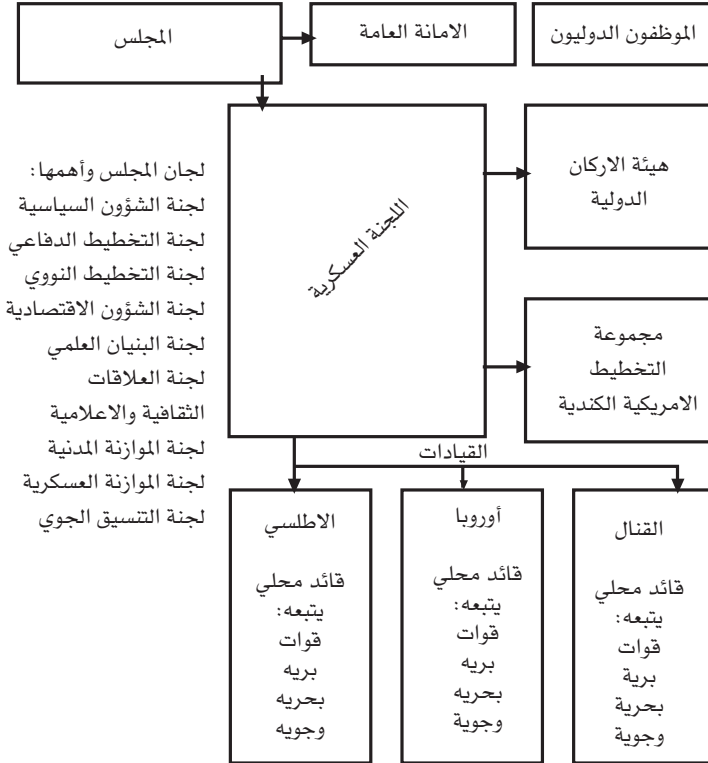 المجلس
الامانة العامة
الموظفون الدوليون
اللجنة العسكرية
هيئة الاركان
الدولية
مجموعة
التخطيط
الامريكية الكندية
لجان المجلس وأهمها:
لجنة الشؤون السياسية
لجنة التخطيط الدفاعي
لجنة التخطيط النووي
لجنة الشؤون الاقتصادية
لجنة البنيان العلمي
لجنة العلاقات
الثقافية والاعلامية
لجنة الموازنة المدنية
لجنة الموازنة العسكرية
لجنة التنسيق الجوي
القيادات
القنال
قائد محلي
يتبعه:
قوات
برية
بحرية
وجوية
أوروبا
قائد محلي
يتبعه:
قوات
بريه
بحريه
وجوية
الاطلسي
قائد محلي
يتبعه:
قوات
بريه
بحريه
وجويه